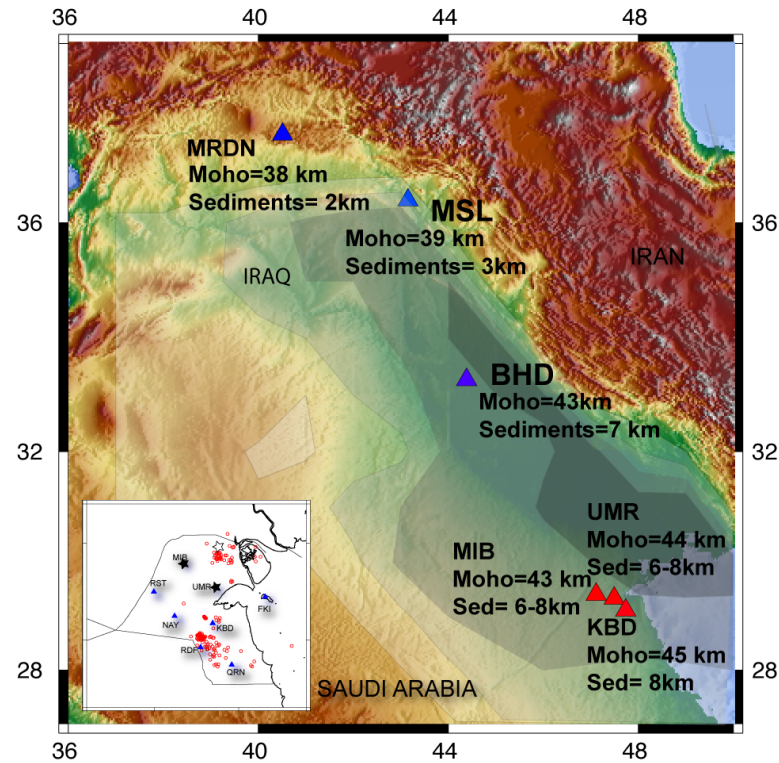 36
40
44
48
MRDN
Moho=38 km
Sediments= 2km
MSL
Moho=39 km
Sediments= 3km
36
IRAQ
IRAN
BHD
Moho=43km
Sediments=7 km
32
UMR
Moho=44 km
Sed= 6-8km
MIB
Moho=43 km
Sed= 6-8km
KBD
Moho=45 km
Sed= 8km
MIB
RST
UMR
FKI
NAY
KBD
RDF
QRN
28
SAUDI ARABIA
36
40
44
48